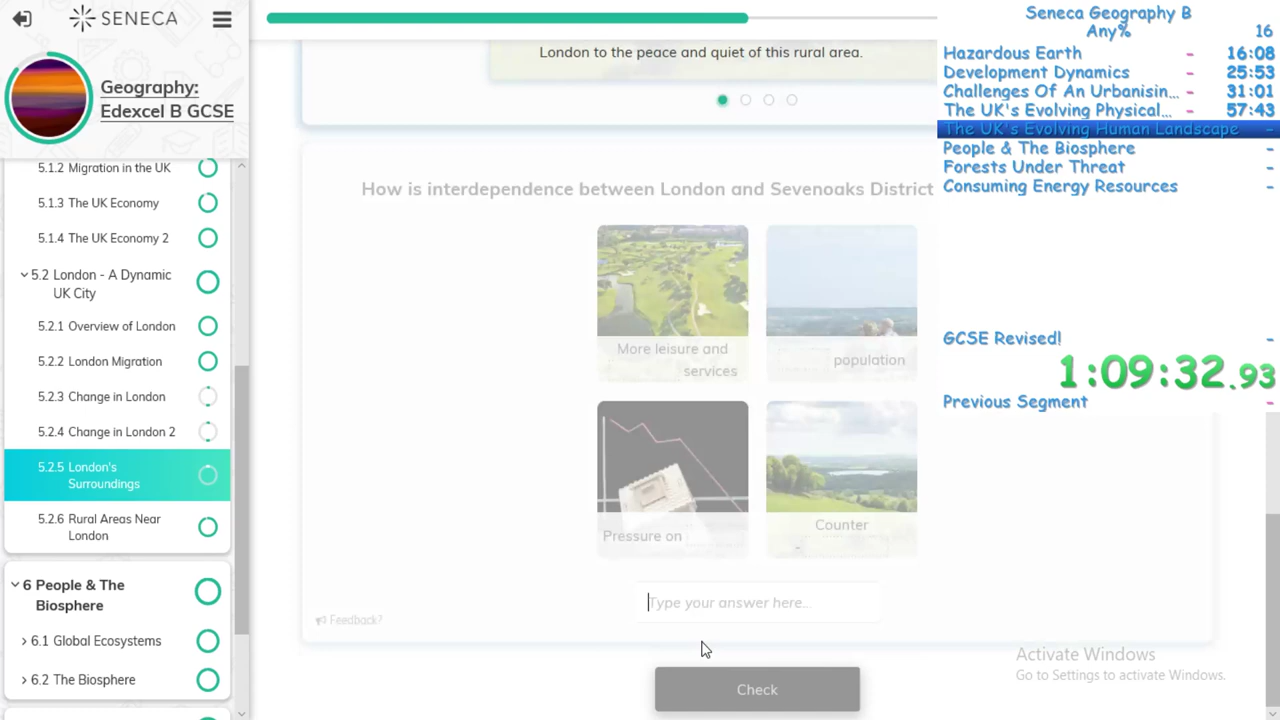 SENECA
Geography:
Edexcel B GCSE
5.1.2 Migration in the UK
5.1.3 The UK Economy
5.1.4 The UK Economy 2
5.2 London - A Dynamic
UK City
5.2.1 Overview of London
5.2.2 London Migration
5.2.3 Change in London
5.2.4 Change in London 2
5.2.5 London's
Surroundings
5.2.6 Rural Areas Near
London
6 People & The
Biosphere
6.1 Global Ecosystems
6.2 The Biosphere
London to the peace and quiet of this rural area.
How is interdependence between London and Sevenoaks District
More leisure and
services
population
Pressure on
Counter
-
Type your answer here...
Feedback?
Check
Seneca Geography B
Any%
16
Hazardous Earth - 16:08
Development Dynamics - 25:53
Challenges Of An Urbanisin... - 31:01
The UK's Evolving Physical... - 57:43
The UK's Evolving Human Landscape -
People & The Biosphere -
Forests Under Threat -
Consuming Energy Resources -
GCSE Revised! -
1:09:32.93
Previous Segment -
Activate Windows
Go to Settings to activate Windows.